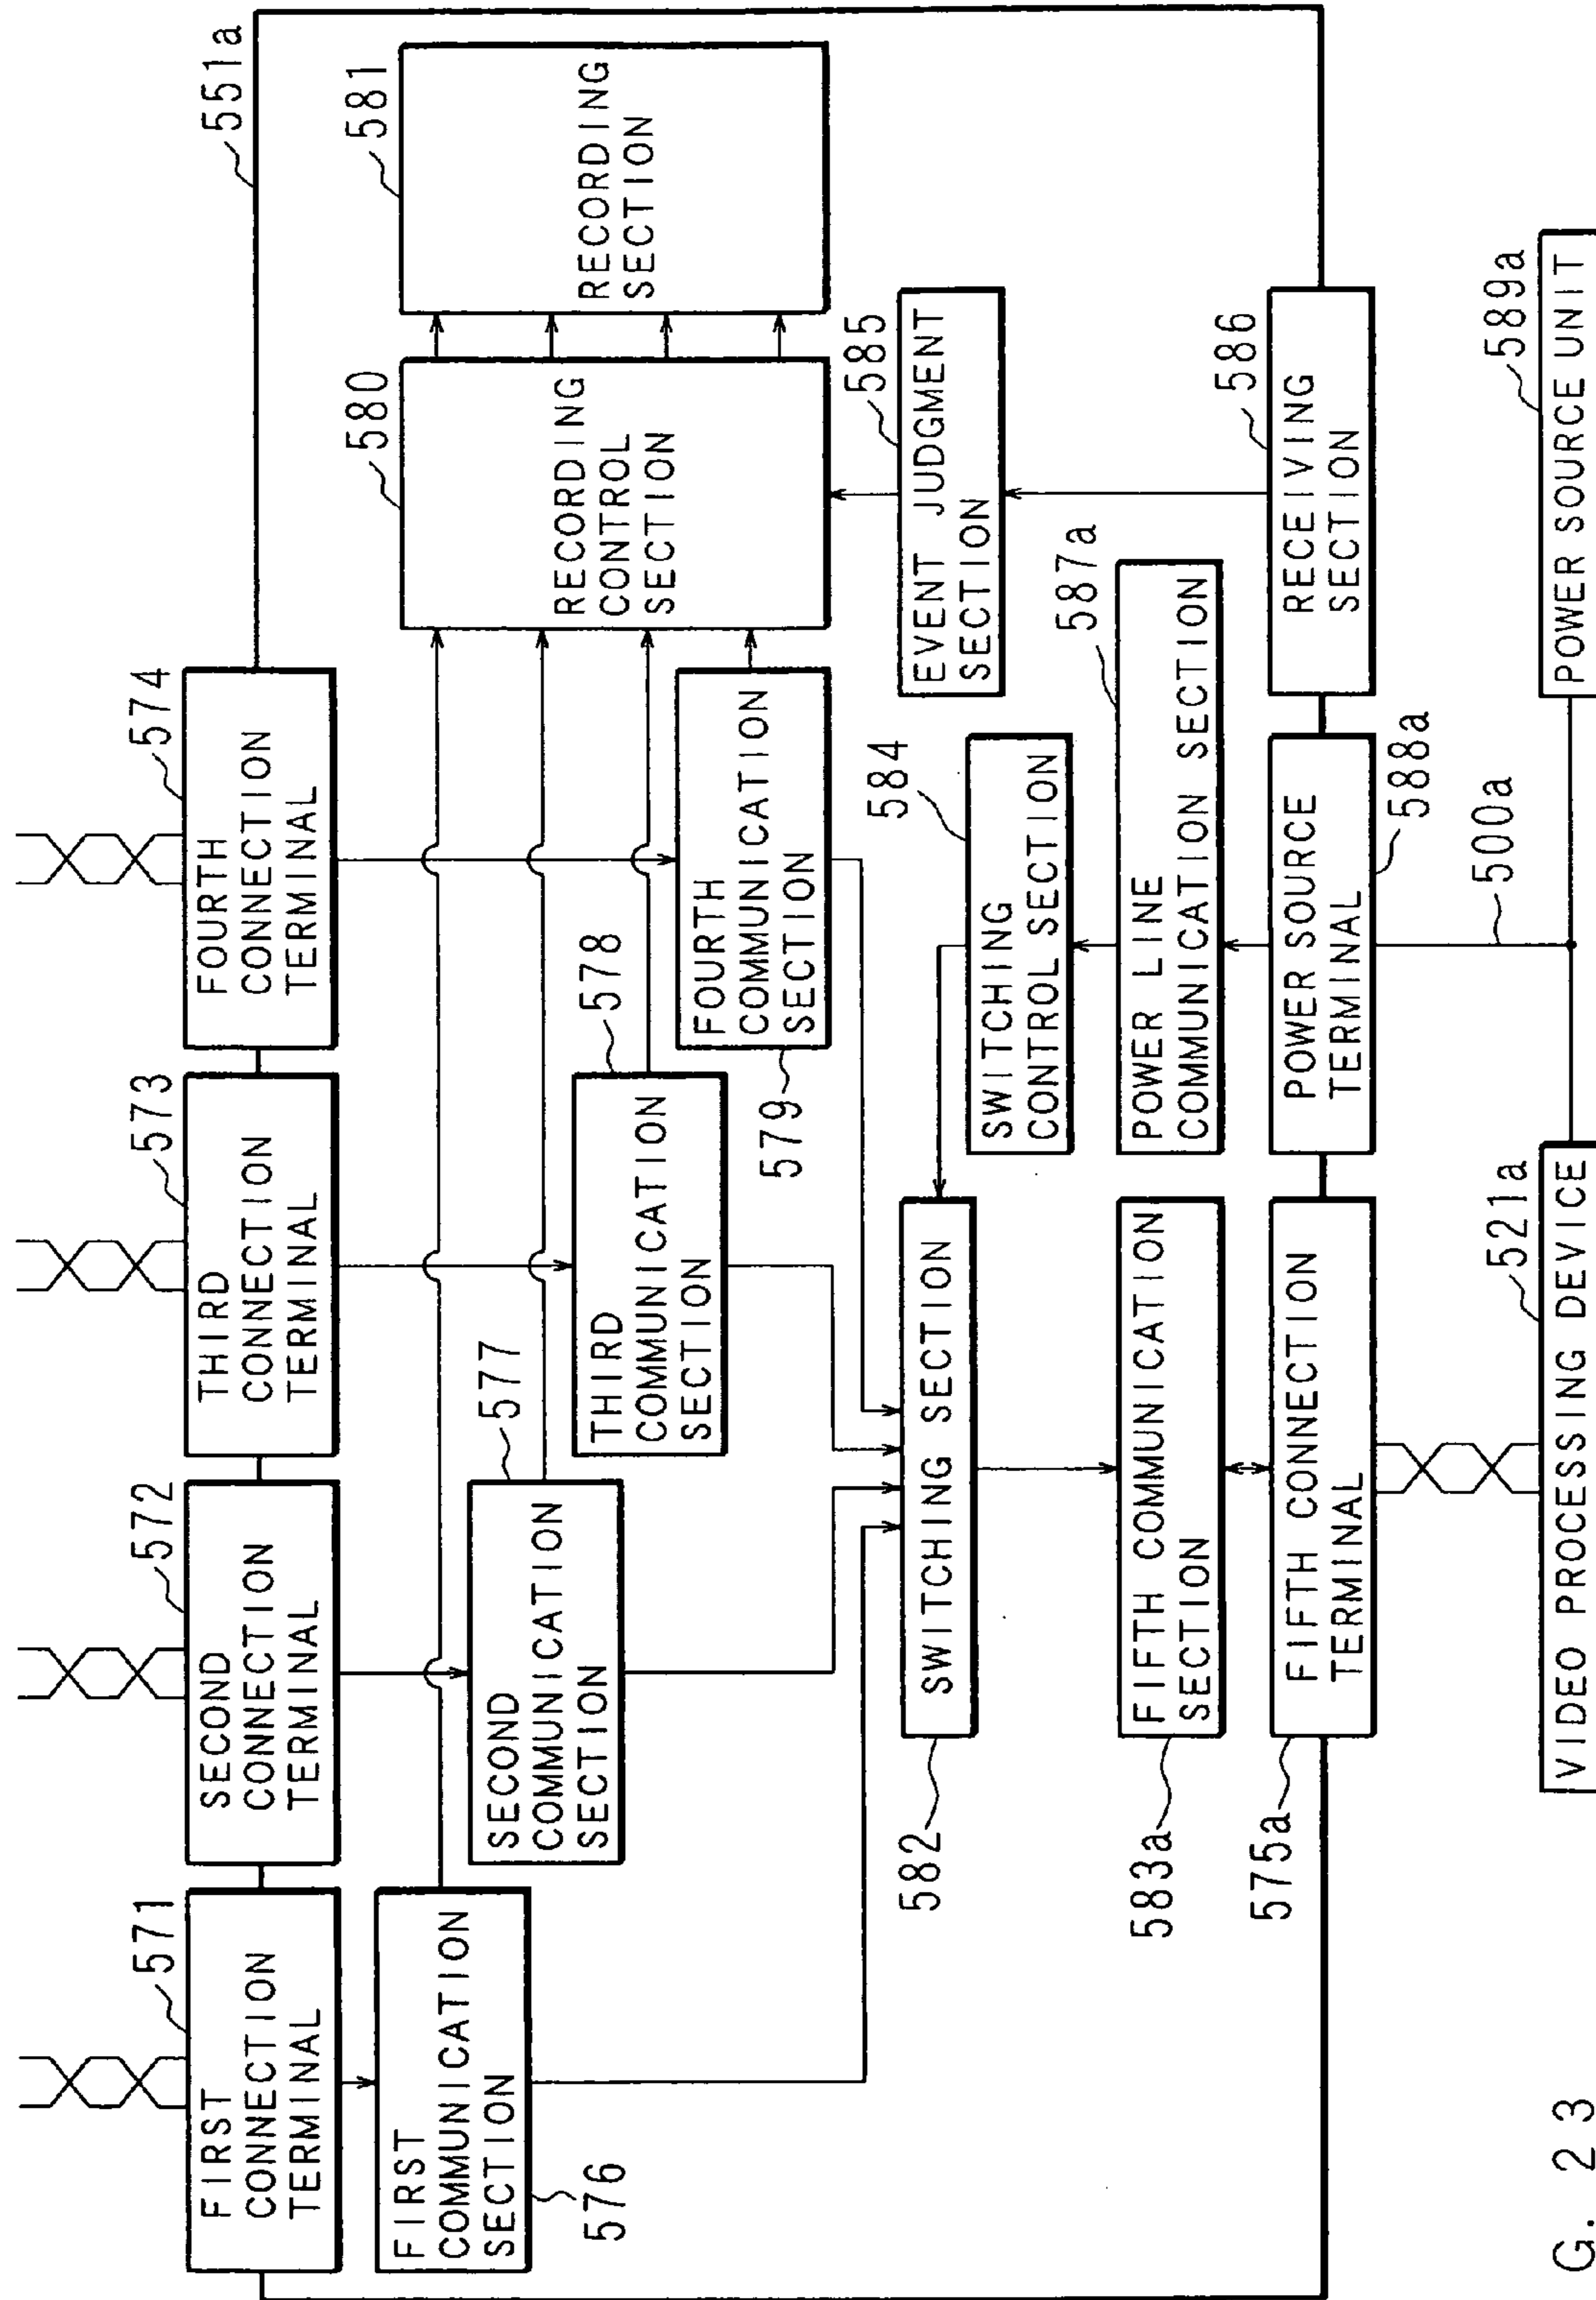 551a
571
FIRST
CONNECTION
TERMINAL
572
SECOND
CONNECTION
TERMINAL
573
THIRD
CONNECTION
TERMINAL
574
FOURTH
CONNECTION
TERMINAL
FIRST
COMMUNICATION
SECTION
576
577
SECOND
COMMUNICATION
SECTION
578
THIRD
COMMUNICATION
SECTION
FOURTH
COMMUNICATION
SECTION
579
580
RECORDING
CONTROL
SECTION
581
RECORDING
SECTION
SWITCHING SECTION
582
584
SWITCHING
CONTROL SECTION
585
EVENT JUDGMENT
SECTION
FIFTH COMMUNICATION
SECTION
583a
587a
POWER LINE
COMMUNICATION SECTION
FIFTH CONNECTION
TERMINAL
575a
POWER SOURCE
TERMINAL
588a
586
RECEIVING
SECTION
500a
521a
VIDEO PROCESSING DEVICE
589a
POWER SOURCE UNIT
G. 23